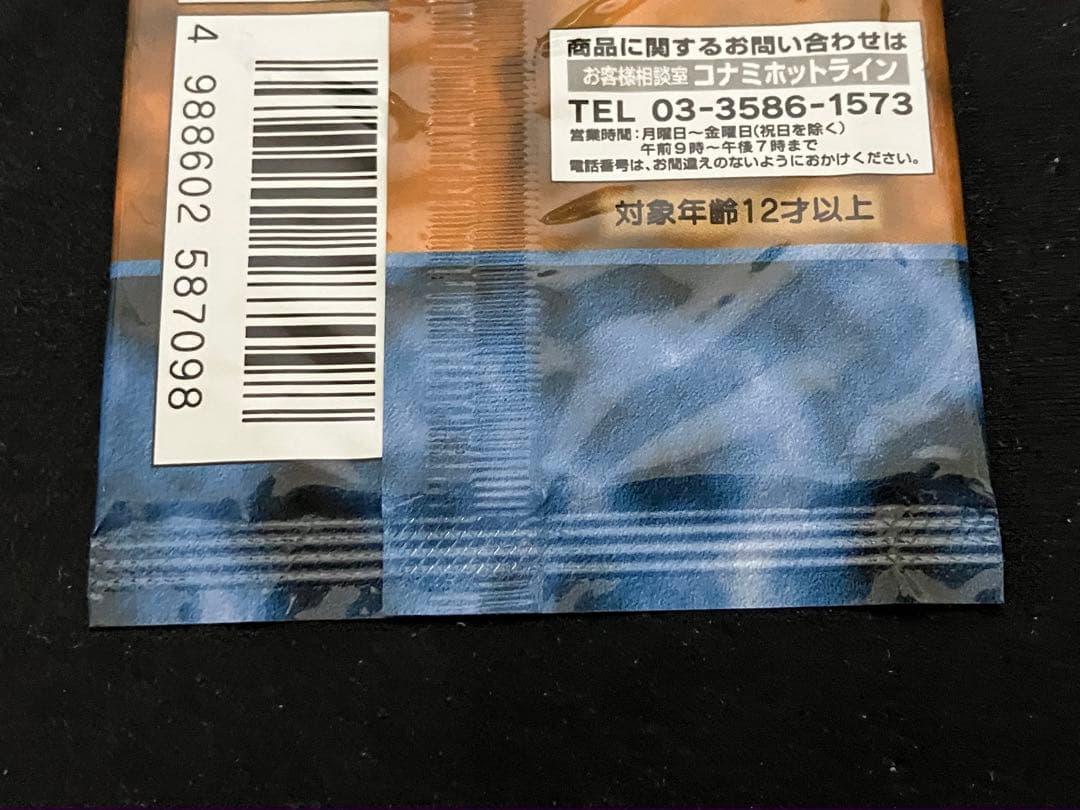 4 988602 587098
商品に関するお問い合わせは
お客様相談室 コナミホットライン
TEL 03-3586-1573
営業時間:月曜日〜金曜日(祝日を除く)
午前9時〜午後7時まで
電話番号は、お間違えのないようにおかけください。
対象年齢12才以上